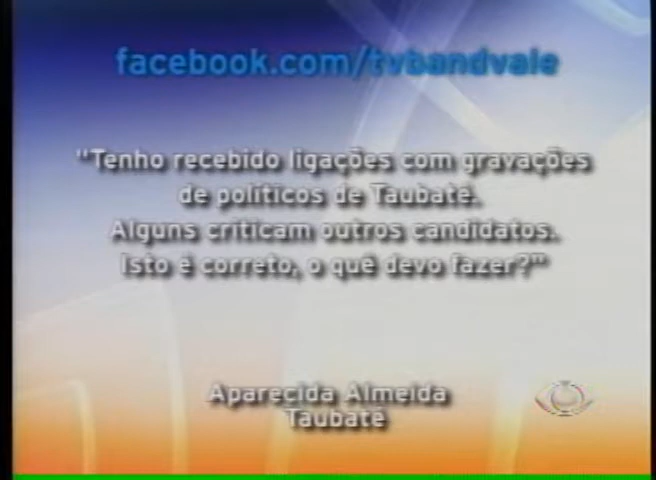 facebook.com/tvbandvale
"Tenho recebido ligações com gravações
de políticos de Taubaté.
Alguns criticam outros candidatos.
Isto é correto, o quê devo fazer?"
Aparecida Almeida
Taubaté